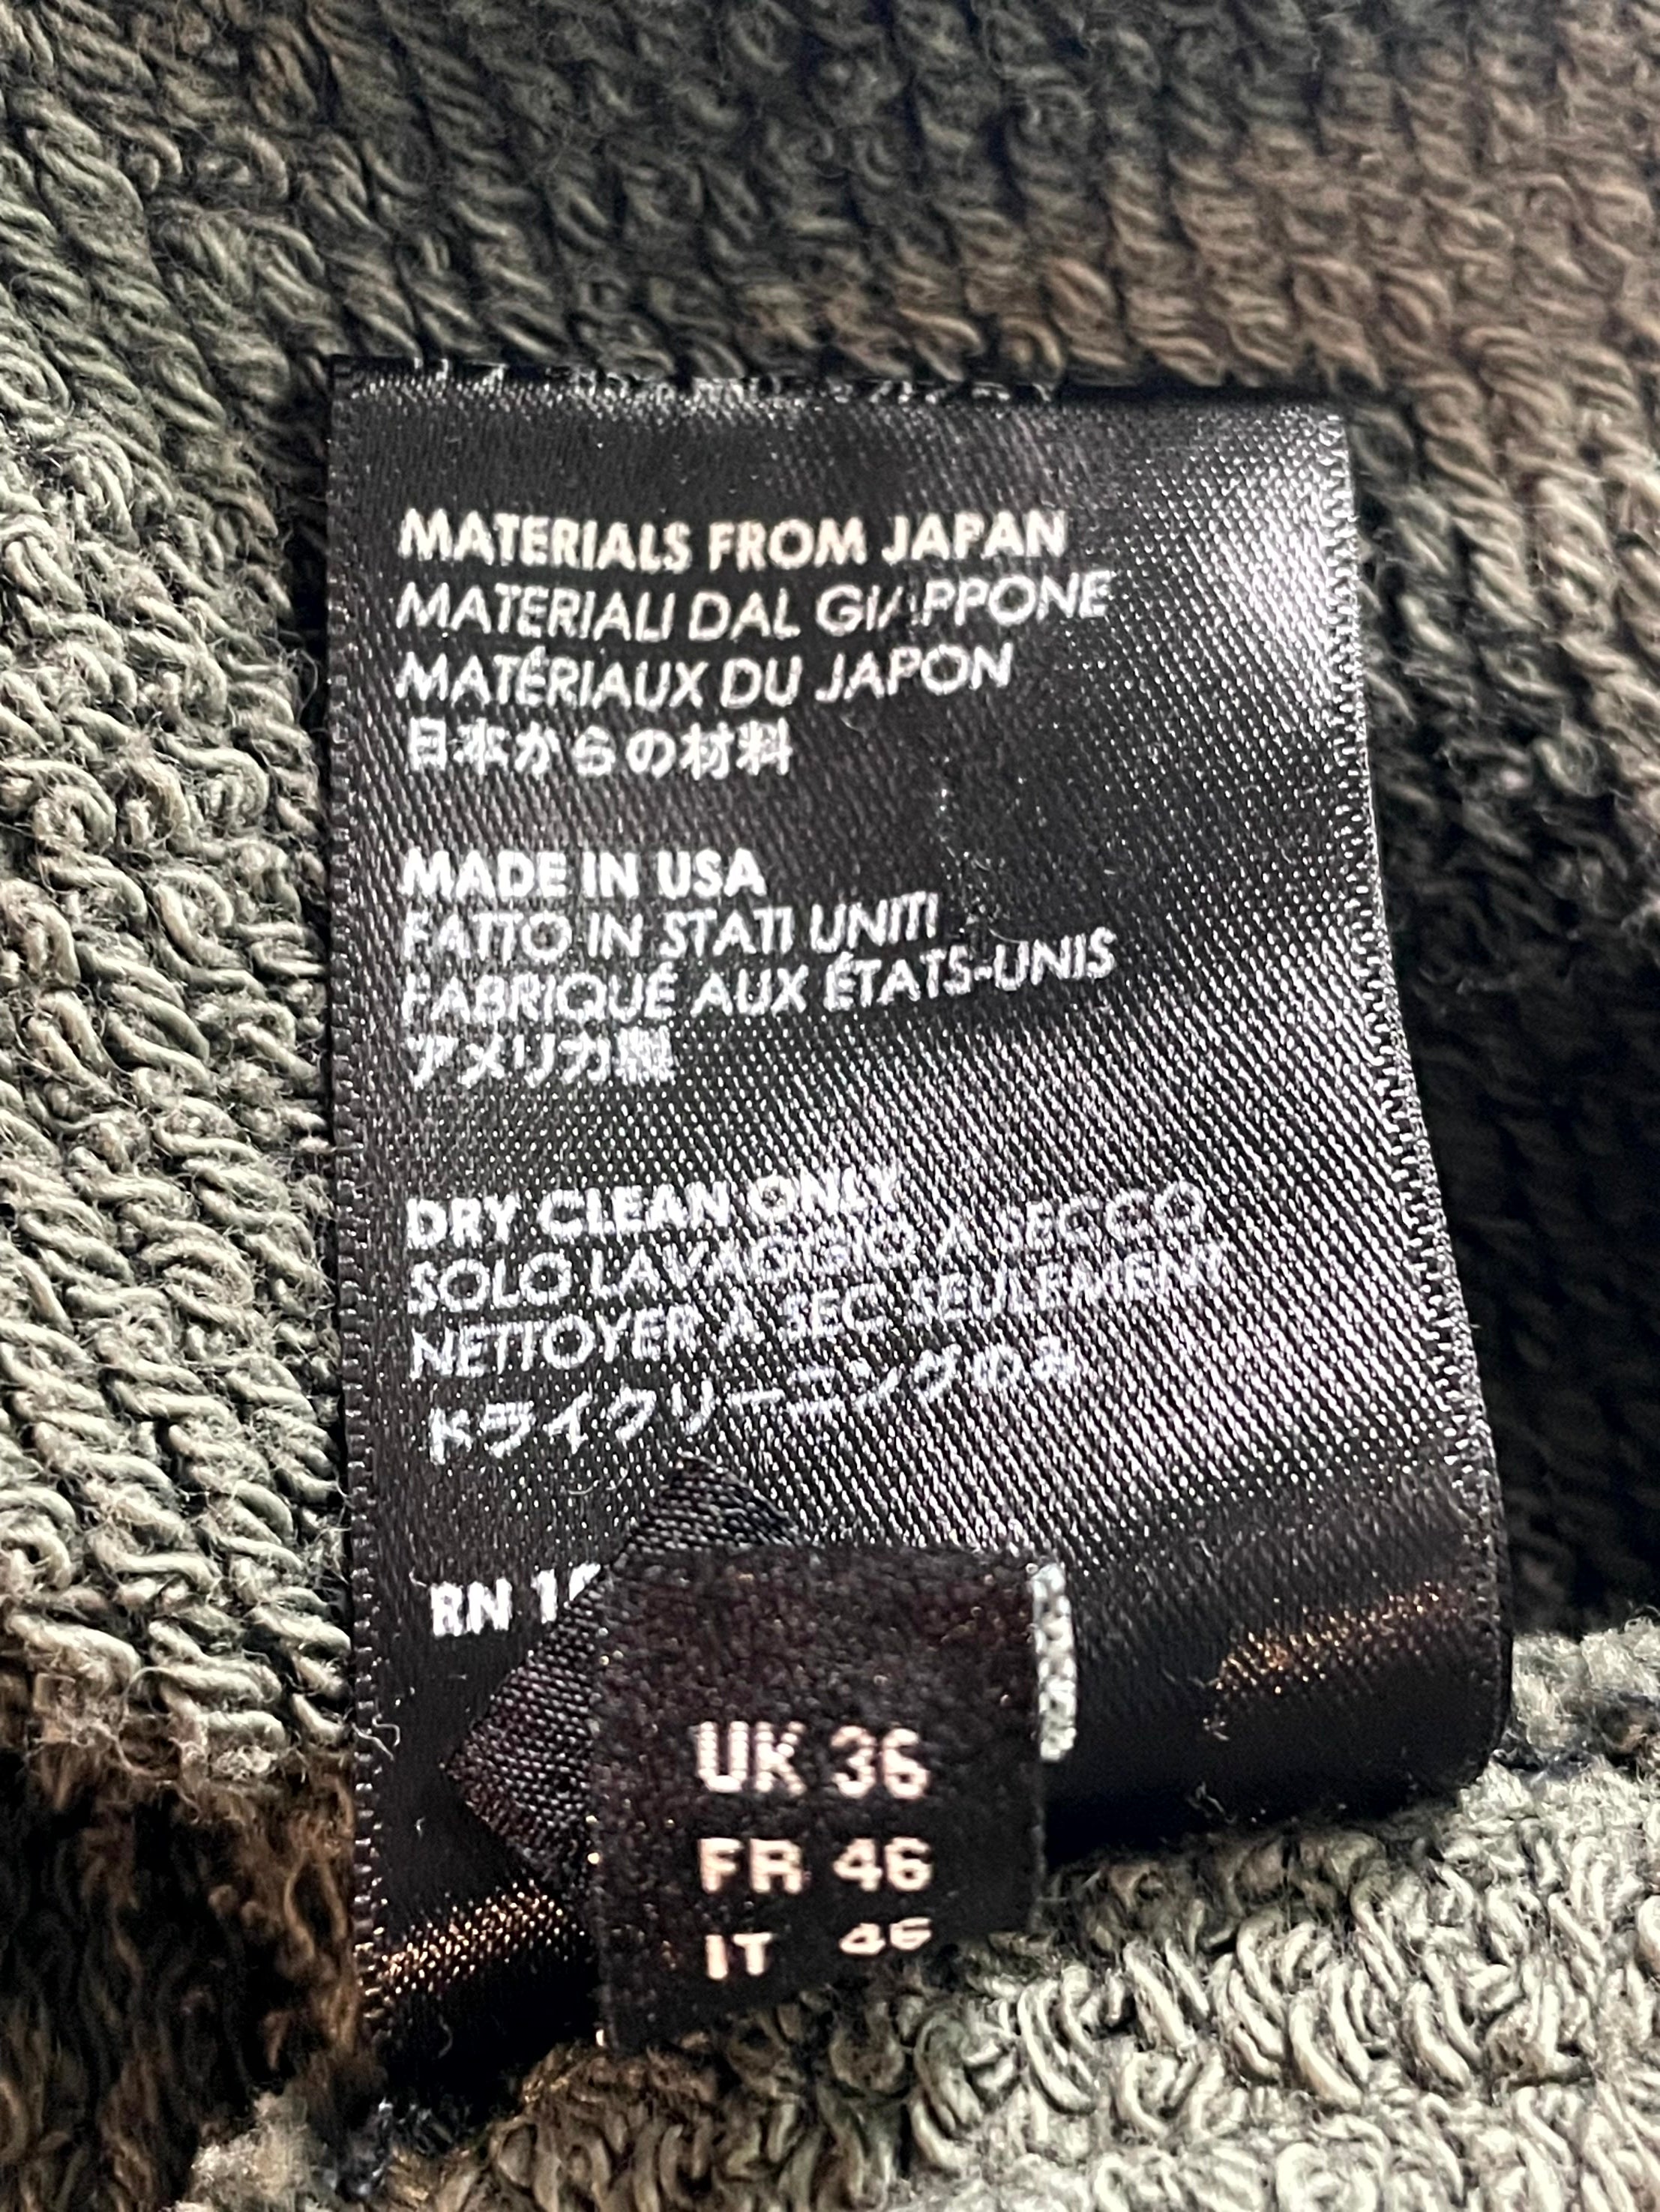 MATERIALS FROM JAPAN
MATERIALI DAL GIAPPONE
MATÉRIAUX DU JAPON
日本からの材料
MADE IN USA
FATTO IN STATI UNITI
FABRIQUÉ AUX ÉTATS-UNIS
アメリカ製
DRY CLEAN ONLY
SOLO LAVAGGIO A SECCO
NETTOYER À SEC SEULEMENT
ドライクリーニングのみ
RN
UK 36
FR 46
IT 46